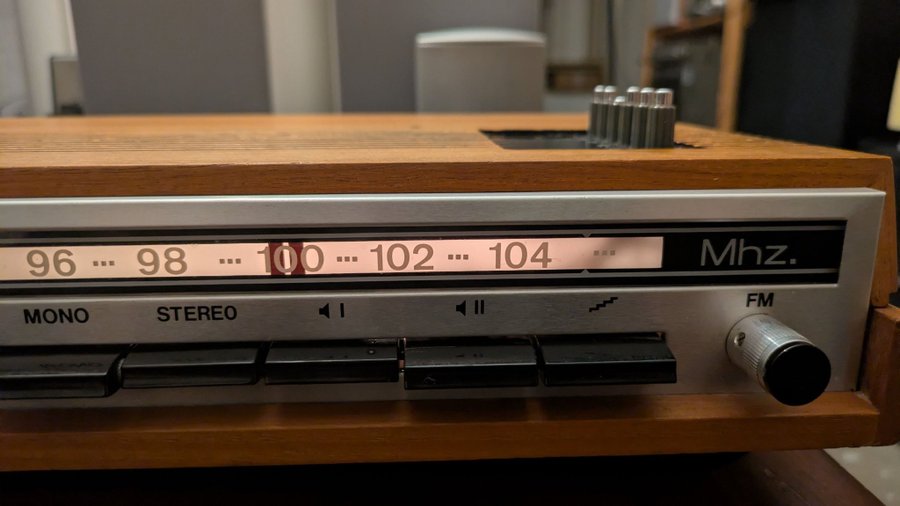 96 ··· 98 ··· 100 ··· 102 ··· 104 ··· Mhz.
MONO STEREO I II FM